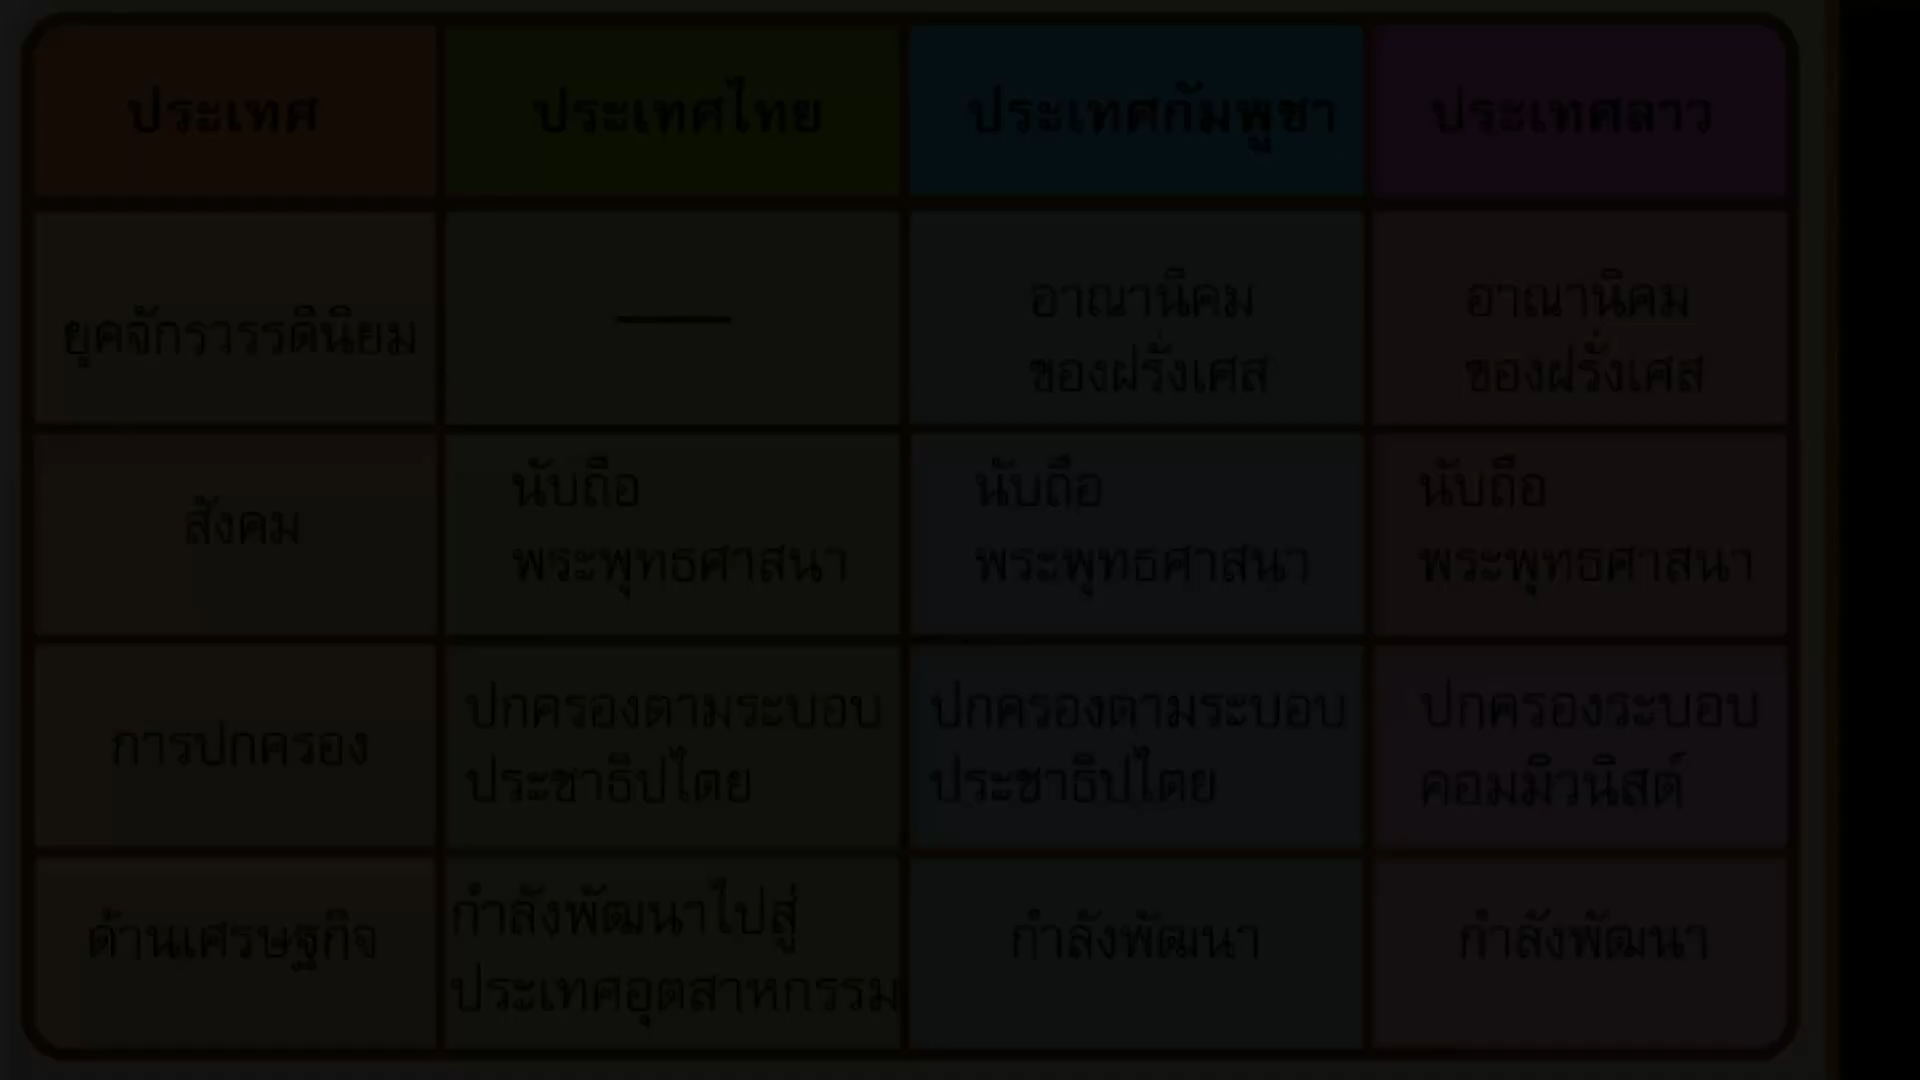 ประเทศ ประเทศไทย ประเทศกัมพูชา ประเทศลาว
ยุคจักรวรรดินิยม
อาณานิคม
ของฝรั่งเศส
อาณานิคม
ของฝรั่งเศส
สังคม
นับถือ
พระพุทธศาสนา
นับถือ
พระพุทธศาสนา
นับถือ
พระพุทธศาสนา
การปกครอง
ปกครองตามระบอบ
ประชาธิปไตย
ปกครองตามระบอบ
ประชาธิปไตย
ปกครองระบอบ
คอมมิวนิสต์
ด้านเศรษฐกิจ
กำลังพัฒนาไปสู่
ประเทศอุตสาหกรรม
กำลังพัฒนา
กำลังพัฒนา